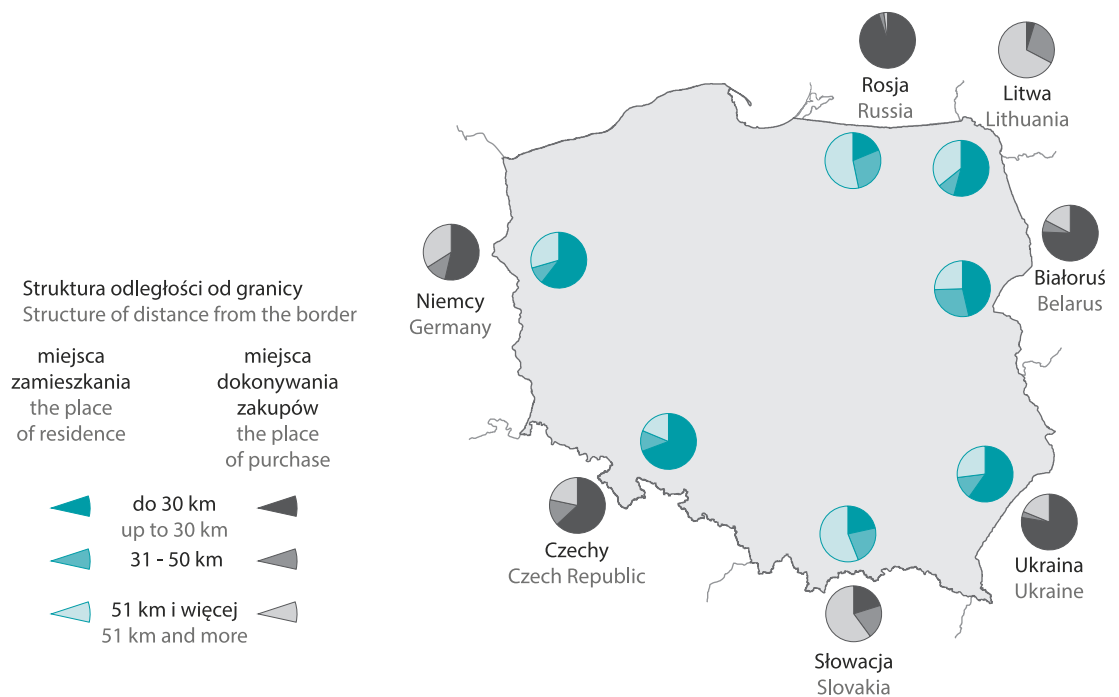 Rosja
Russia
Litwa
Lithuania
Białoruś
Belarus
Niemcy
Germany
Struktura odległości od granicy
Structure of distance from the border
miejsca
zamieszkania
the place
of residence
miejsca
dokonywania
zakupów
the place
of purchase
do 30 km
up to 30 km
31 - 50 km
51 km i więcej
51 km and more
Czechy
Czech Republic
Ukraina
Ukraine
Słowacja
Slovakia